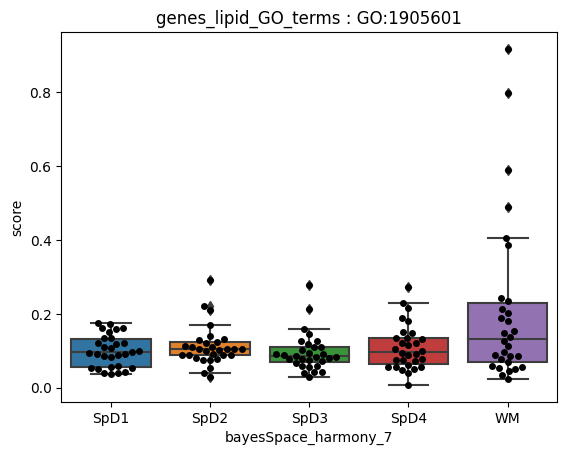 genes_lipid_GO_terms : GO:1905601
0.8
0.6
0.4
0.2
0.0
score
SpD1 SpD2 SpD3 SpD4 WM
bayesSpace_harmony_7